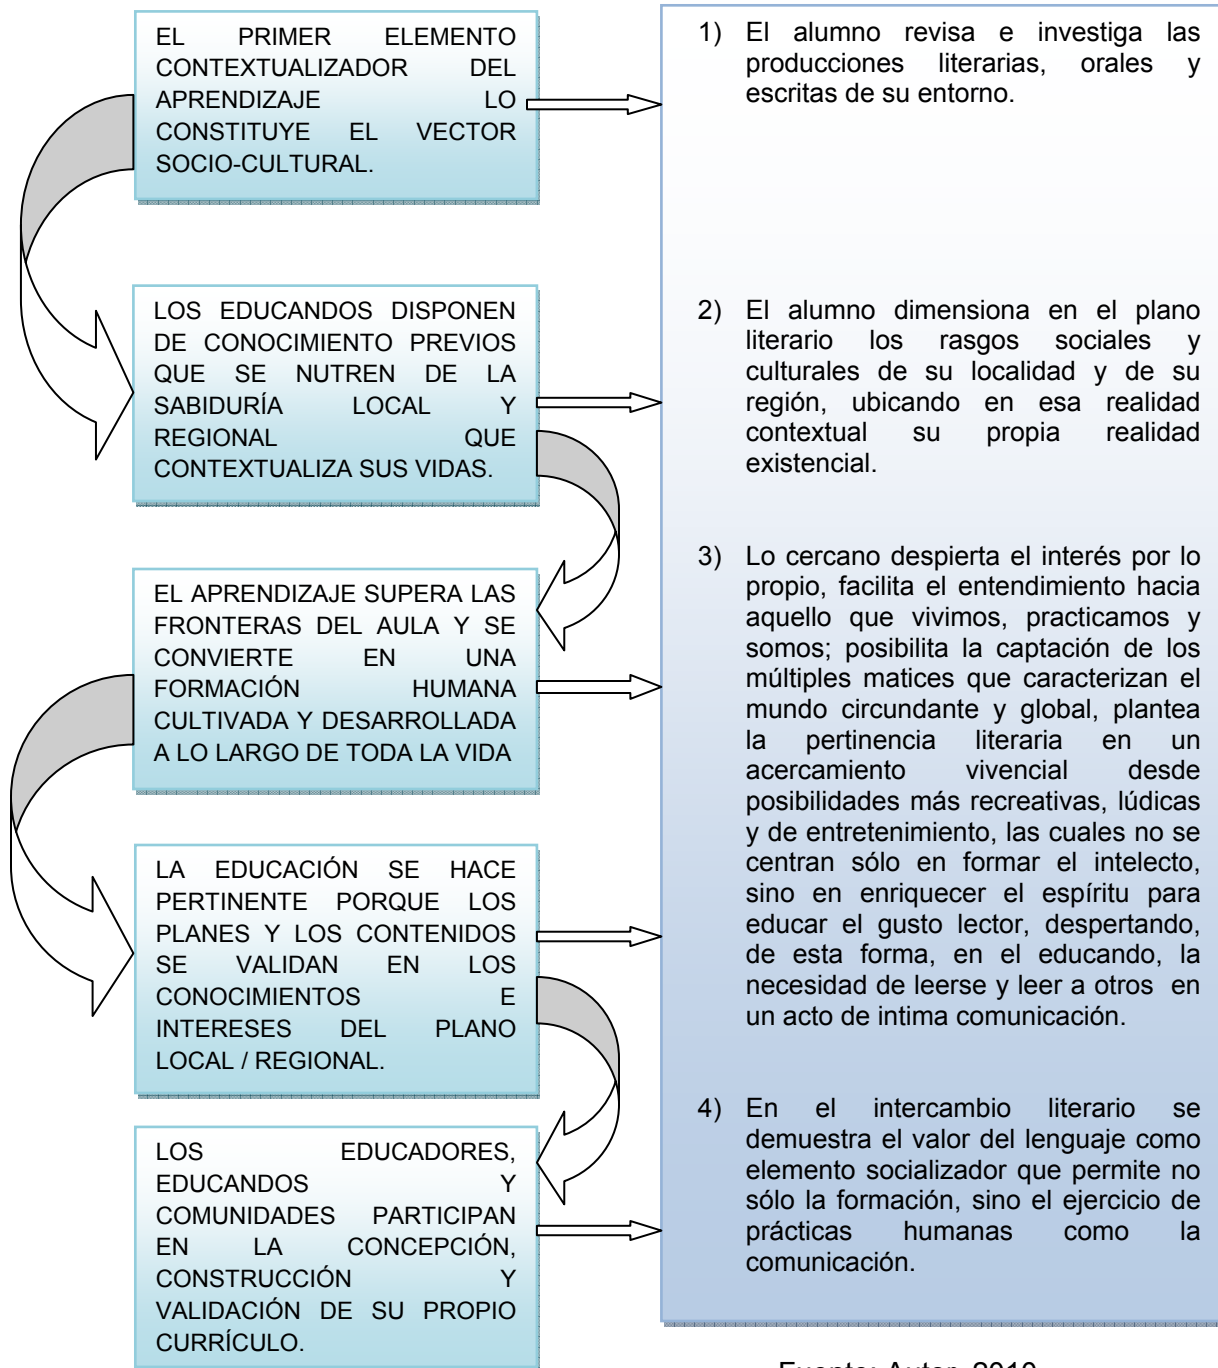 EL PRIMER ELEMENTO
CONTEXTUALIZADOR DEL
APRENDIZAJE LO
CONSTITUYE EL VECTOR
SOCIO-CULTURAL.
LOS EDUCANDOS DISPONEN
DE CONOCIMIENTO PREVIOS
QUE SE NUTREN DE LA
SABIDURÍA LOCAL Y
REGIONAL QUE
CONTEXTUALIZA SUS VIDAS.
EL APRENDIZAJE SUPERA LAS
FRONTERAS DEL AULA Y SE
CONVIERTE EN UNA
FORMACIÓN HUMANA
CULTIVADA Y DESARROLLADA
A LO LARGO DE TODA LA VIDA
LA EDUCACIÓN SE HACE
PERTINENTE PORQUE LOS
PLANES Y LOS CONTENIDOS
SE VALIDAN EN LOS
CONOCIMIENTOS E
INTERESES DEL PLANO
LOCAL / REGIONAL.
LOS EDUCADORES,
EDUCANDOS Y
COMUNIDADES PARTICIPAN
EN LA CONCEPCIÓN,
CONSTRUCCIÓN Y
VALIDACIÓN DE SU PROPIO
CURRÍCULO.
1) El alumno revisa e investiga las
producciones literarias, orales y
escritas de su entorno.
2) El alumno dimensiona en el plano
literario los rasgos sociales y
culturales de su localidad y de su
región, ubicando en esa realidad
contextual su propia realidad
existencial.
3) Lo cercano despierta el interés por lo
propio, facilita el entendimiento hacia
aquello que vivimos, practicamos y
somos; posibilita la captación de los
múltiples matices que caracterizan el
mundo circundante y global, plantea
la pertinencia literaria en un
acercamiento vivencial desde
posibilidades más recreativas, lúdicas
y de entretenimiento, las cuales no se
centran sólo en formar el intelecto,
sino en enriquecer el espíritu para
educar el gusto lector, despertando,
de esta forma, en el educando, la
necesidad de leerse y leer a otros en
un acto de intima comunicación.
4) En el intercambio literario se
demuestra el valor del lenguaje como
elemento socializador que permite no
sólo la formación, sino el ejercicio de
prácticas humanas como la
comunicación.
Fuente: Autor, 2010